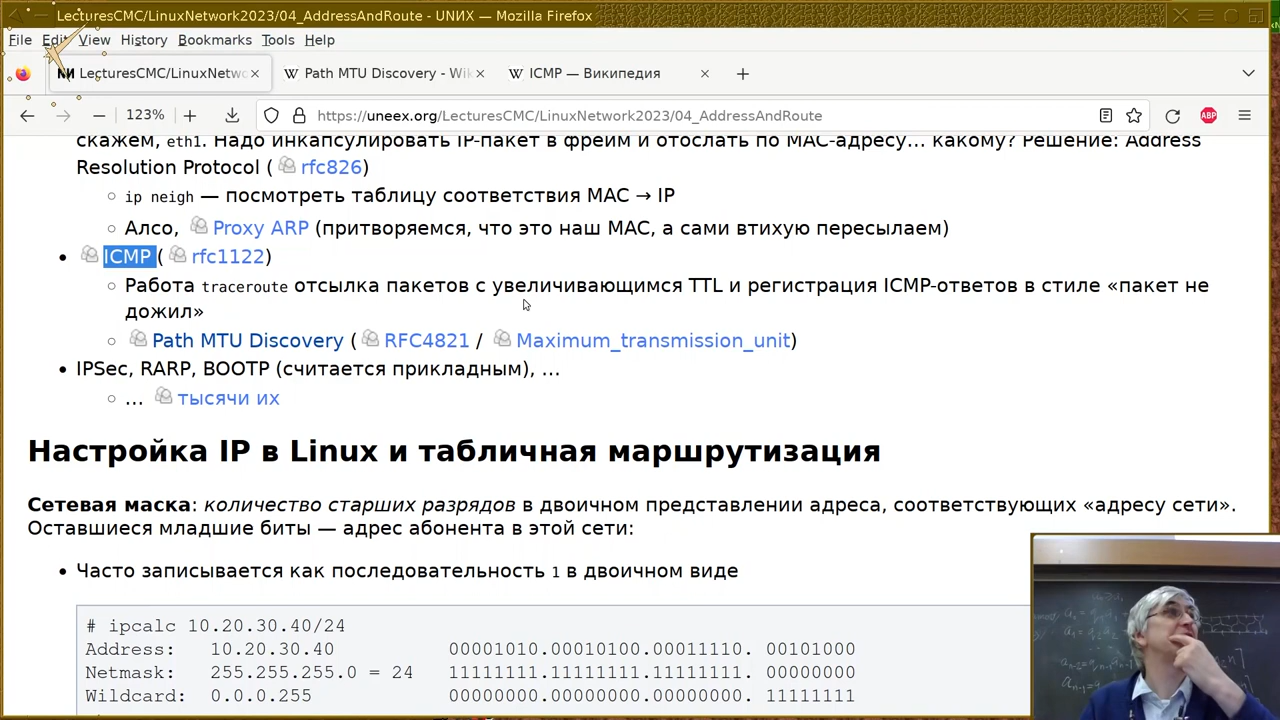 LecturesCMC/LinuxNetwork2023/04_AddressAndRoute - UNИX — Mozilla Firefox
File Edit View History Bookmarks Tools Help
LecturesCMC/LinuxNetwo
Path MTU Discovery - Wik
ICMP — Википедия
123%
https://uneex.org/LecturesCMC/LinuxNetwork2023/04_AddressAndRoute
ABP
скажем, eth1. Надо инкапсулировать IP-пакет в фрейм и отослать по MAC-адресу… какому? Решение: Address
Resolution Protocol ( rfc826)
ip neigh — посмотреть таблицу соответствия MAC → IP
Алсо, Proxy ARP (притворяемся, что это наш MAC, а сами втихую пересылаем)
ICMP ( rfc1122)
Работа traceroute отсылка пакетов с увеличивающимся TTL и регистрация ICMP-ответов в стиле «пакет не
дожил»
Path MTU Discovery ( RFC4821 / Maximum_transmission_unit)
IPSec, RARP, BOOTP (считается прикладным), …
… тысячи их
Настройка IP в Linux и табличная маршрутизация
Сетевая маска: количество старших разрядов в двоичном представлении адреса, соответствующих «адресу сети».
Оставшиеся младшие биты — адрес абонента в этой сети:
Часто записывается как последовательность 1 в двоичном виде
# ipcalc 10.20.30.40/24
Address: 10.20.30.40 00001010.00010100.00011110. 00101000
Netmask: 255.255.255.0 = 24 11111111.11111111.11111111. 00000000
Wildcard: 0.0.0.255 00000000.00000000.00000000. 11111111